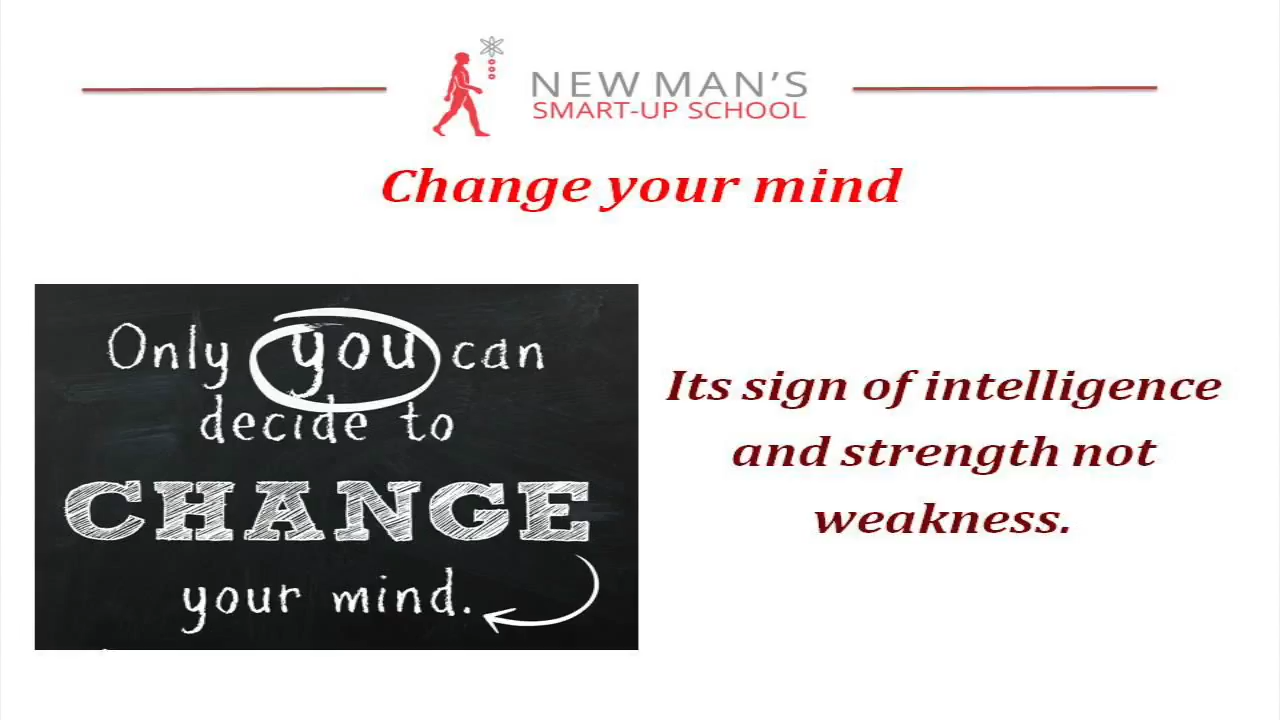 NEW MAN'S
SMART-UP SCHOOL
Change your mind
Only you can
decide to
CHANGE
your mind.
Its sign of intelligence
and strength not
weakness.